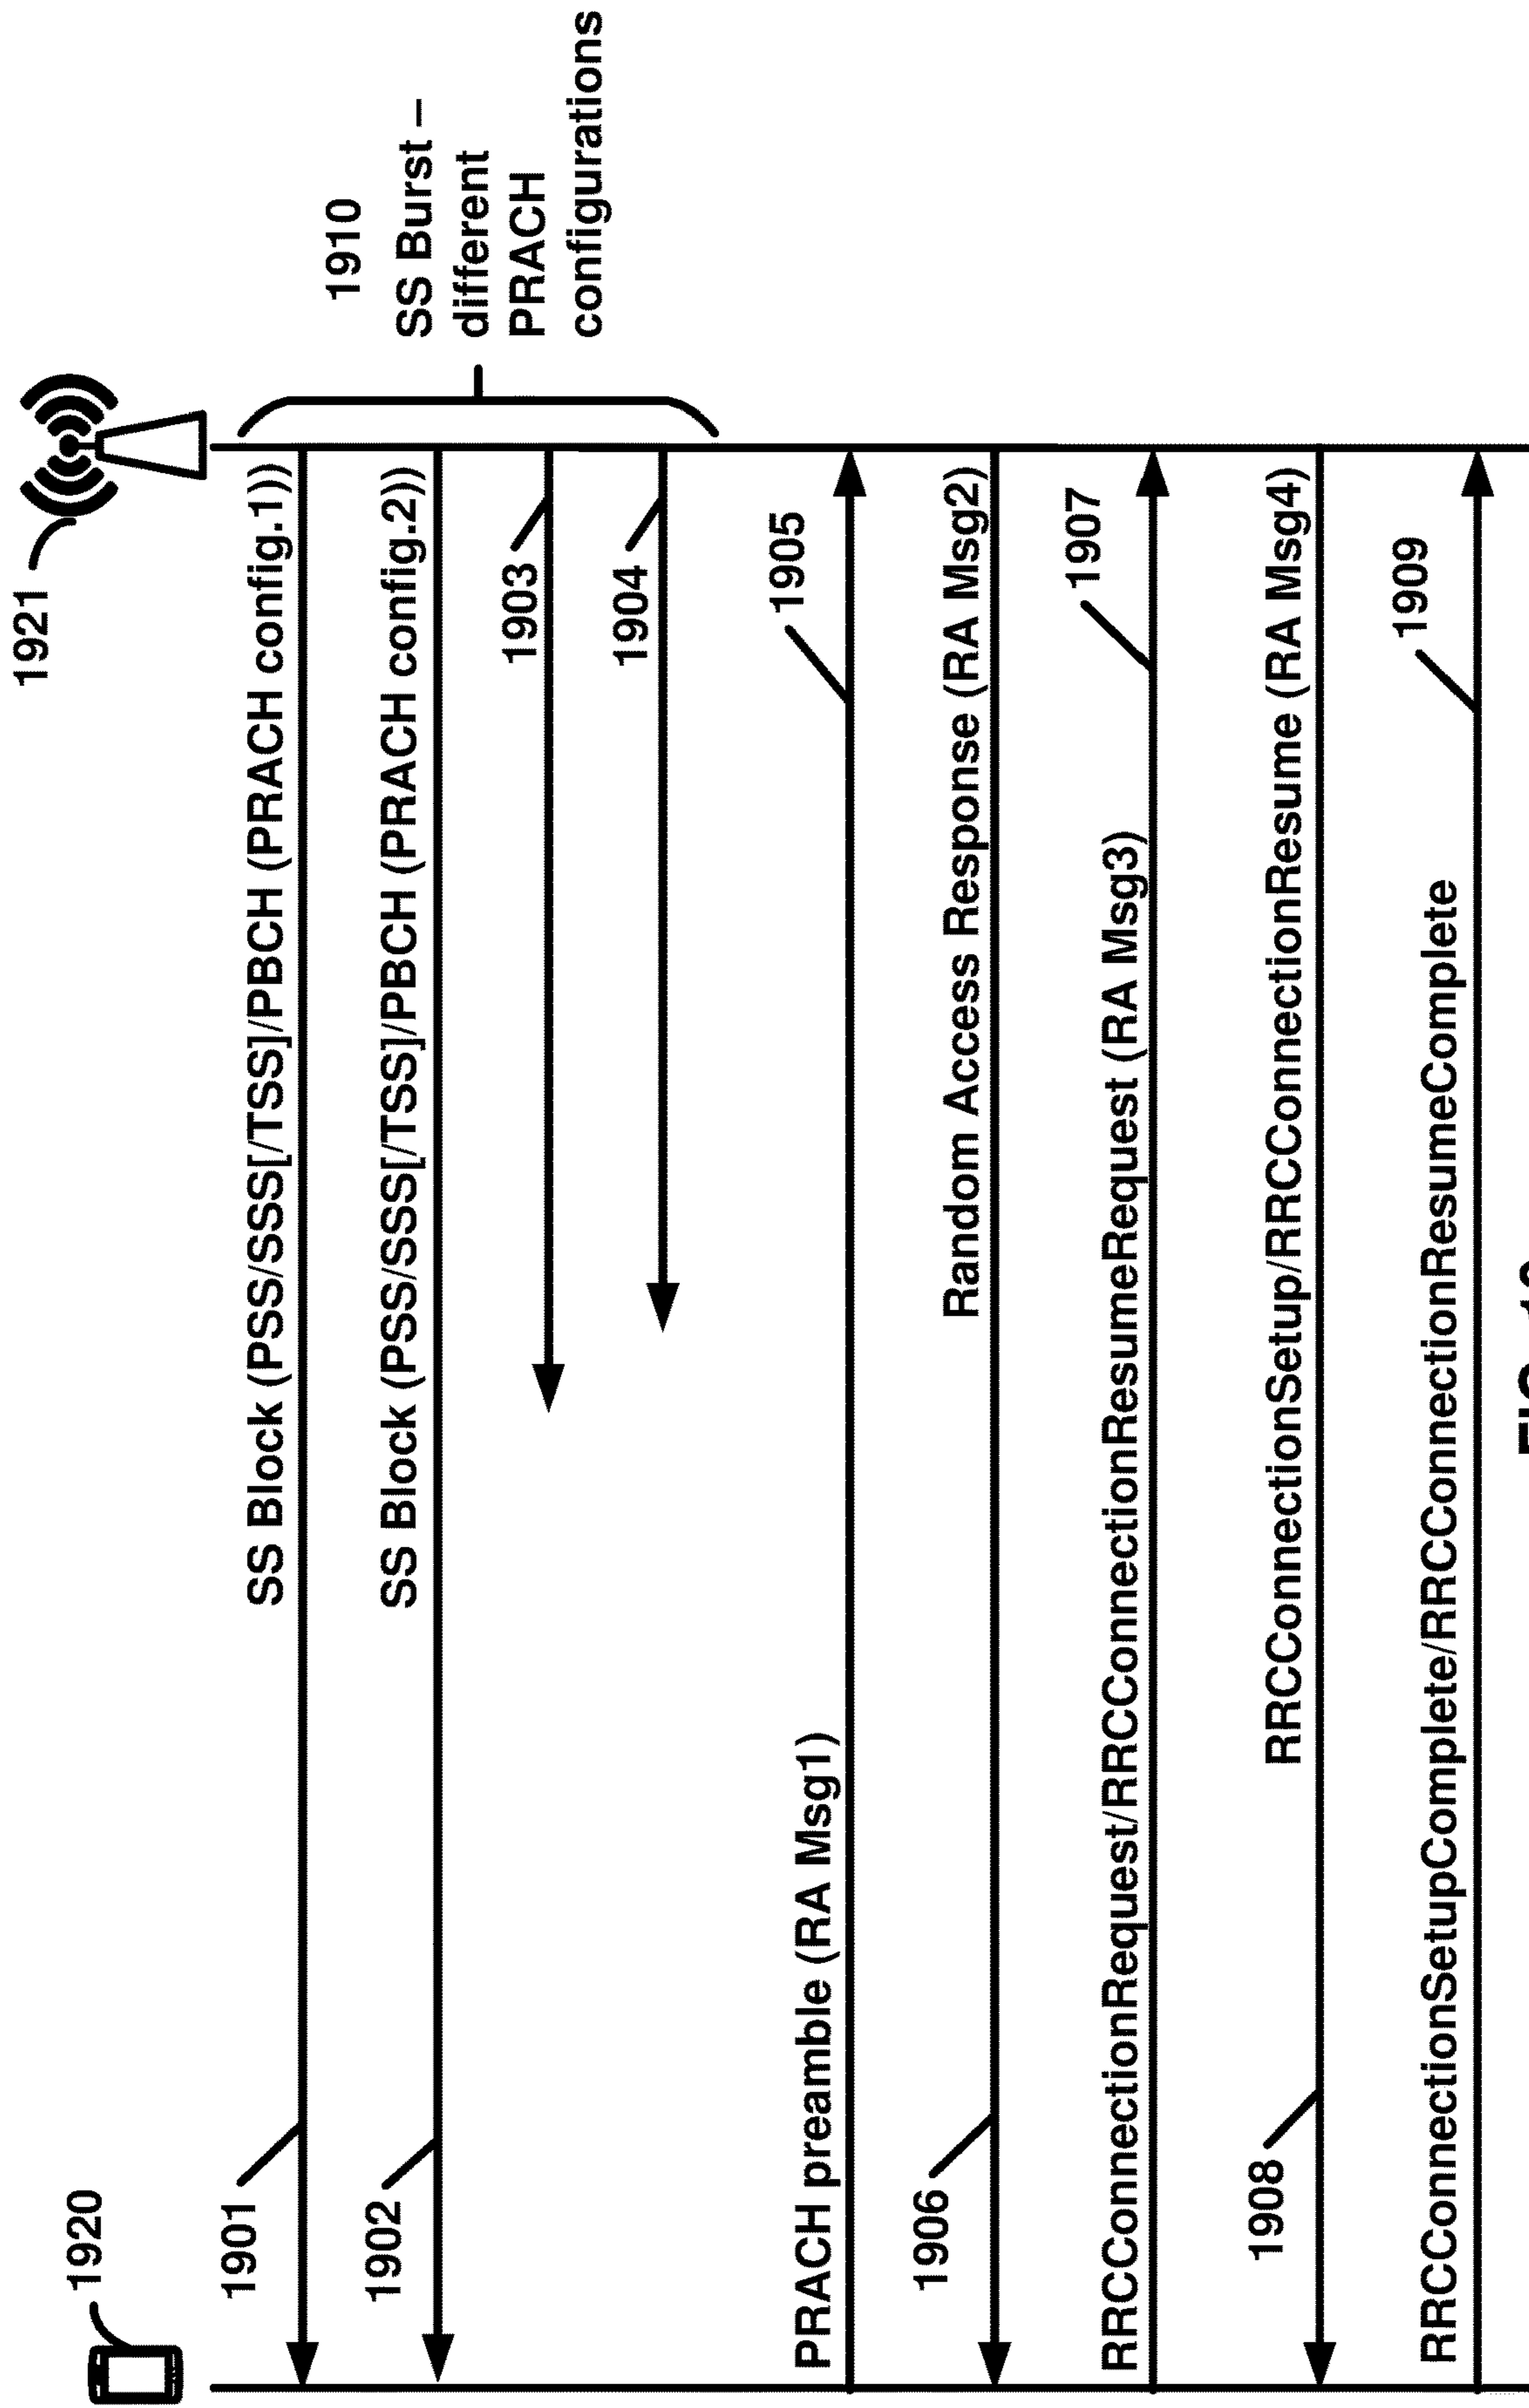 1920
1921
SS Block (PSS/SSS[/TSS]/PBCH (PRACH config.1))
1901
1910
SS Burst –
different
PRACH
configurations
SS Block (PSS/SSS[/TSS]/PBCH (PRACH config.2))
1902
1903
1904
PRACH preamble (RA Msg1)
1905
Random Access Response (RA Msg2)
1906
RRCConnectionRequest/RRCConnectionResumeRequest (RA Msg3)
1907
RRCConnectionSetup/RRCConnectionResume (RA Msg4)
1908
RRCConnectionSetupComplete/RRCConnectionResumeComplete
1909